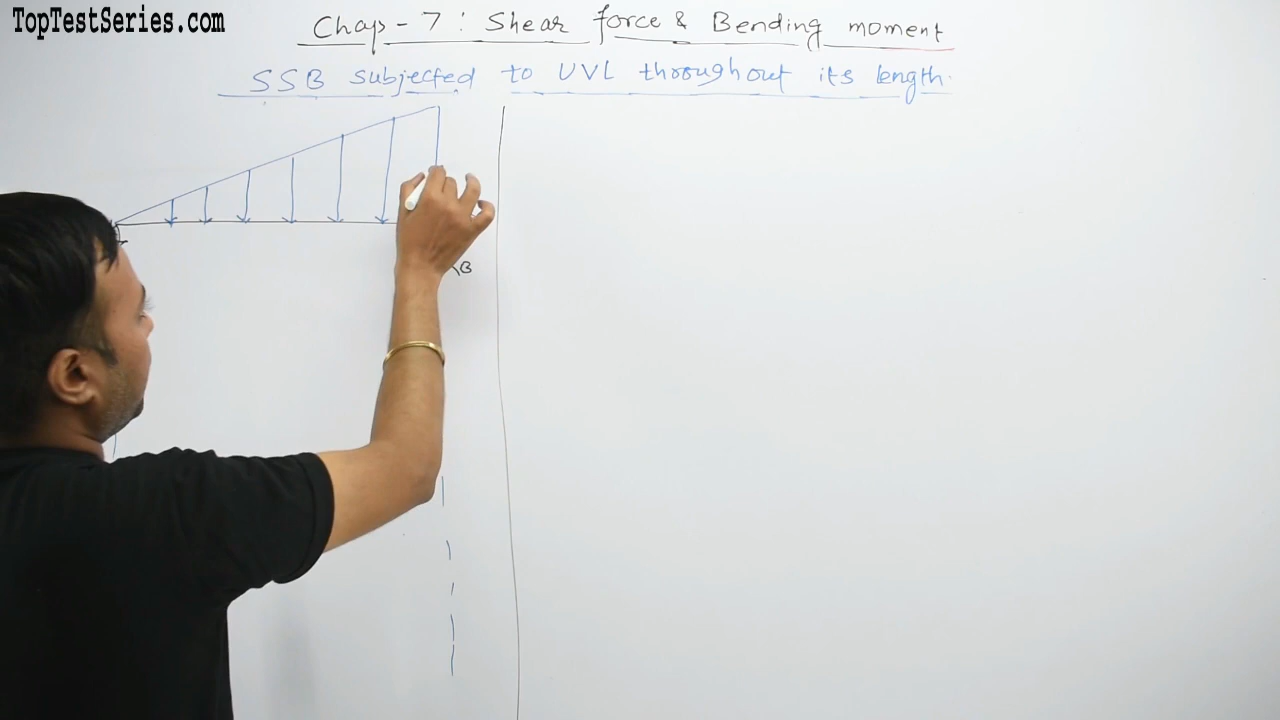 TopTestSeries.com
Chap - 7 : Shear force & Bending moment
SSB subjected to UVL throughout its length.
B